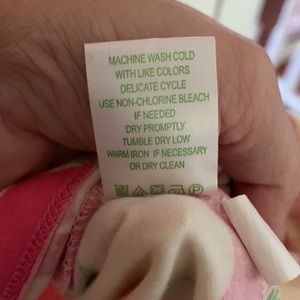 MACHINE WASH COLD
WITH LIKE COLORS
DELICATE CYCLE
USE NON-CHLORINE BLEACH
IF NEEDED
DRY PROMPTLY
TUMBLE DRY LOW
WARM IRON IF NECESSARY
OR DRY CLEAN
P